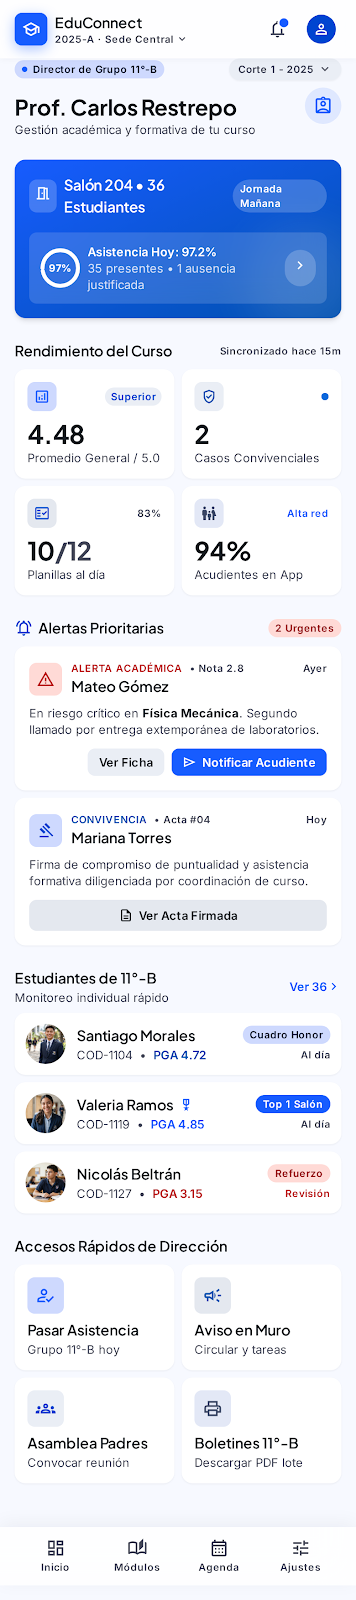 EduConnect
2025-A · Sede Central
Director de Grupo 11°-B
Corte 1 - 2025
Prof. Carlos Restrepo
Gestión académica y formativa de tu curso
Salón 204 • 36
Estudiantes
Jornada
Mañana
97%
Asistencia Hoy: 97.2%
35 presentes • 1 ausencia
justificada
Rendimiento del Curso
Sincronizado hace 15m
Superior
4.48
Promedio General / 5.0
2
Casos Convivenciales
83%
10/12
Planillas al día
Alta red
94%
Acudientes en App
Alertas Prioritarias
2 Urgentes
ALERTA ACADÉMICA • Nota 2.8
Ayer
Mateo Gómez
En riesgo crítico en Física Mecánica. Segundo
llamado por entrega extemporánea de laboratorios.
Ver Ficha
Notificar Acudiente
CONVIVENCIA • Acta #04
Hoy
Mariana Torres
Firma de compromiso de puntualidad y asistencia
formativa diligenciada por coordinación de curso.
Ver Acta Firmada
Estudiantes de 11°-B
Monitoreo individual rápido
Ver 36
Santiago Morales
Cuadro Honor
COD-1104 • PGA 4.72
Al día
Valeria Ramos
Top 1 Salón
COD-1119 • PGA 4.85
Al día
Nicolás Beltrán
Refuerzo
COD-1127 • PGA 3.15
Revisión
Accesos Rápidos de Dirección
Pasar Asistencia
Grupo 11°-B hoy
Aviso en Muro
Circular y tareas
Asamblea Padres
Convocar reunión
Boletines 11°-B
Descargar PDF lote
Inicio
Módulos
Agenda
Ajustes